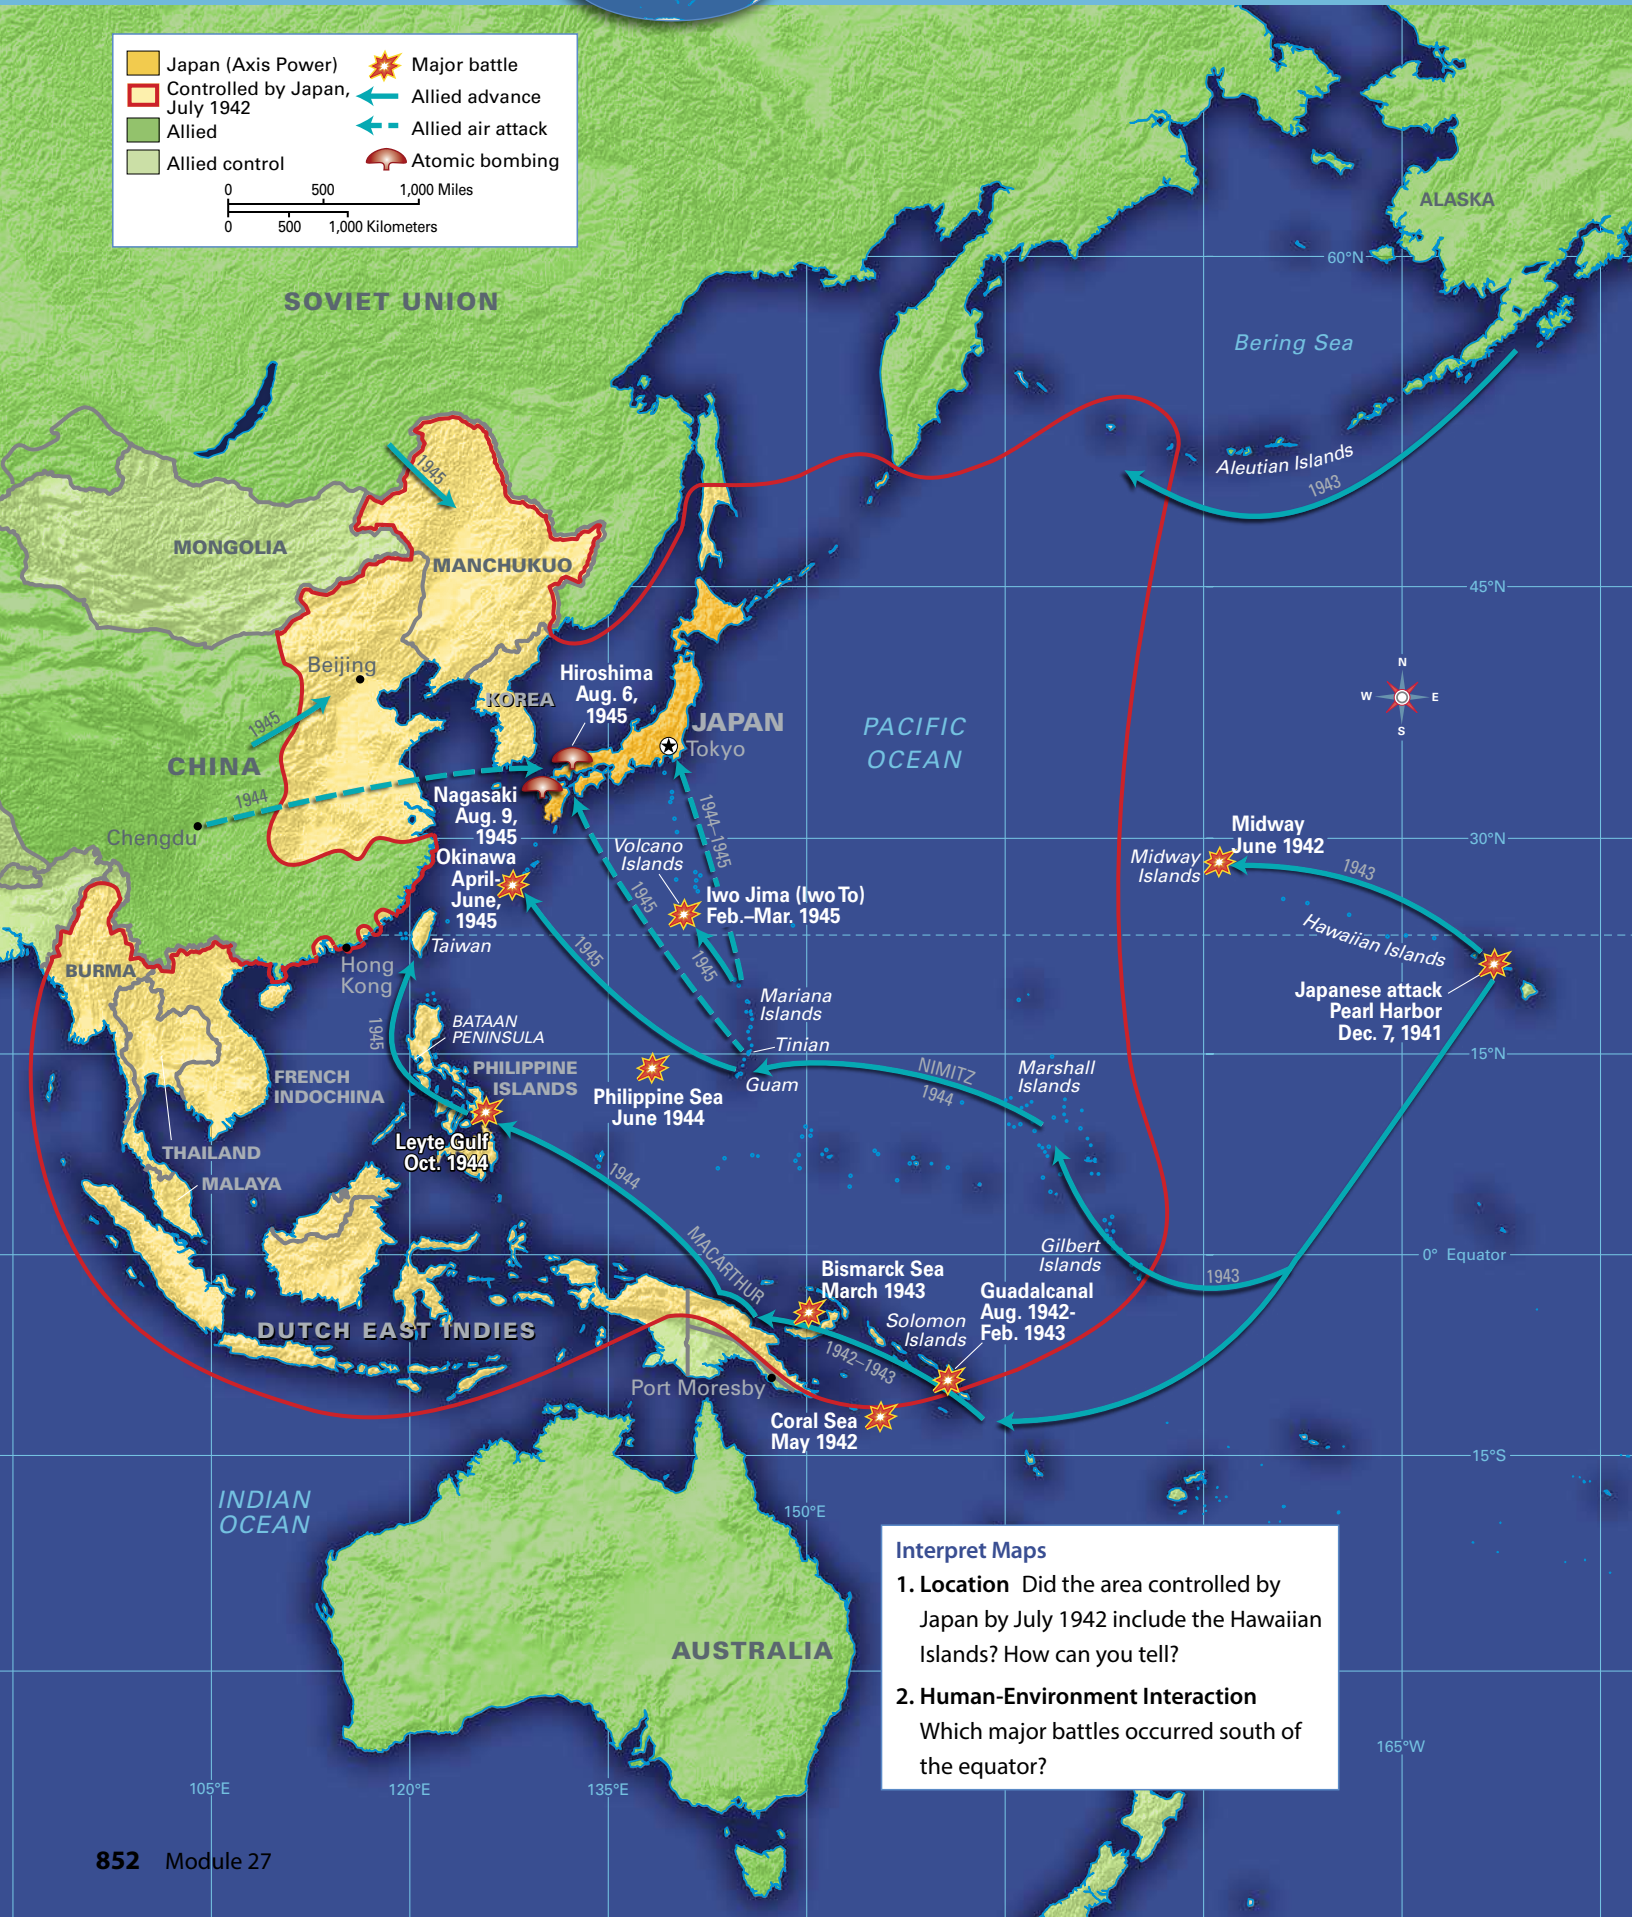 Japan (Axis Power)
Controlled by Japan,
July 1942
Allied
Allied control
Major battle
Allied advance
Allied air attack
Atomic bombing
0 500 1,000 Miles
0 500 1,000 Kilometers
ALASKA
60°N
SOVIET UNION
Bering Sea
Aleutian Islands
1943
1945
MONGOLIA
MANCHUKUO
45°N
Beijing
KOREA
Hiroshima
Aug. 6,
1945
JAPAN
Tokyo
PACIFIC
OCEAN
N
W E
S
1945
CHINA
1944
Chengdu
Nagasaki
Aug. 9,
1945
Okinawa
April-
June,
1945
Volcano
Islands
1944–1945
1945
Iwo Jima (Iwo To)
Feb.–Mar. 1945
Midway
June 1942
Midway
Islands
30°N
1943
Hawaiian Islands
Japanese attack
Pearl Harbor
Dec. 7, 1941
Taiwan
Hong
Kong
BURMA
1945
1945
1945
Mariana
Islands
Tinian
Guam
BATAAN
PENINSULA
PHILIPPINE
ISLANDS
Philippine Sea
June 1944
NIMITZ
1944
Marshall
Islands
15°N
FRENCH
INDOCHINA
THAILAND
MALAYA
Leyte Gulf
Oct. 1944
1944
MACARTHUR
Gilbert
Islands
1943
0° Equator
Bismarck Sea
March 1943
Solomon
Islands
Guadalcanal
Aug. 1942-
Feb. 1943
1942–1943
DUTCH EAST INDIES
Port Moresby
Coral Sea
May 1942
15°S
INDIAN
OCEAN
150°E
AUSTRALIA
Interpret Maps
1. Location Did the area controlled by
Japan by July 1942 include the Hawaiian
Islands? How can you tell?
2. Human-Environment Interaction
Which major battles occurred south of
the equator?
165°W
105°E
120°E
135°E
852 Module 27